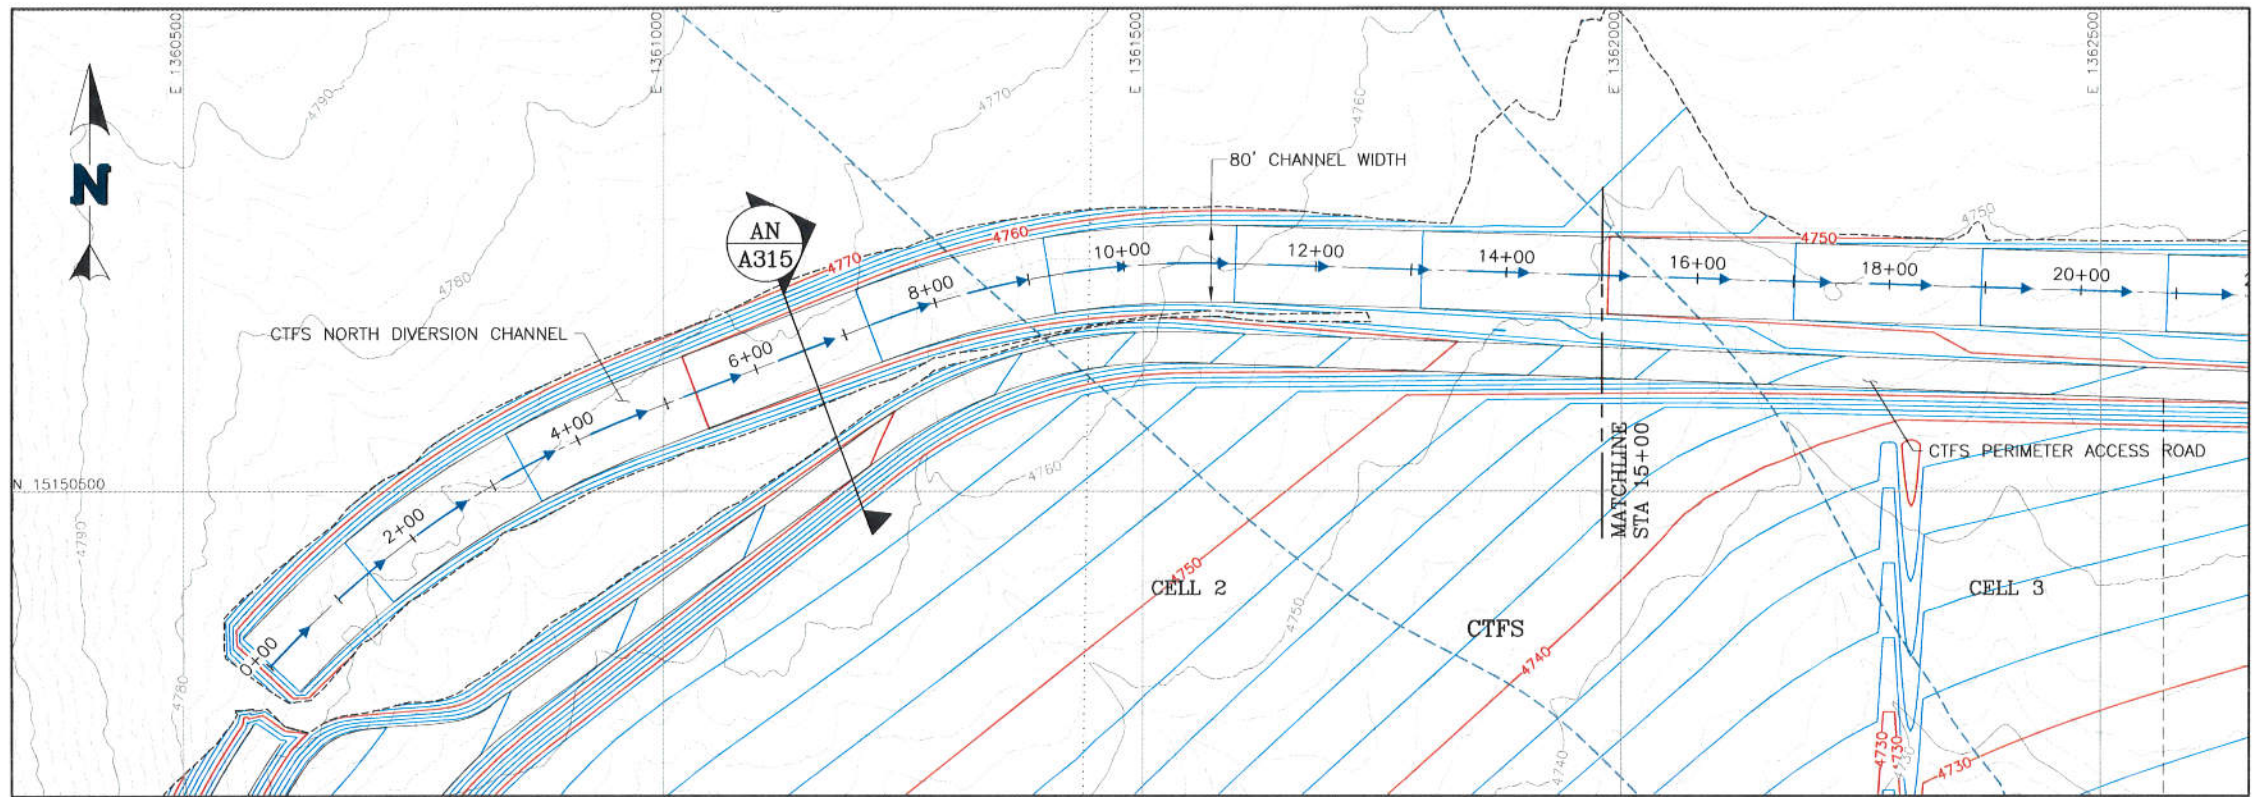 E 1360500
E 1361000
E 1361500
E 1362000
E 1362500
N
4790
4770
4760
80' CHANNEL WIDTH
4750
AN
A315
4770
4760
10+00
12+00
14+00
4750
16+00
18+00
20+00
8+00
4780
CTFS NORTH DIVERSION CHANNEL
6+00
4+00
2+00
0+00
4760
CTFS PERIMETER ACCESS ROAD
MATCHLINE
STA 15+00
N 15150500
4790
4780
4750
CELL 2
4750
CELL 3
CTFS
4740
4740
4730
4730
4730
4730